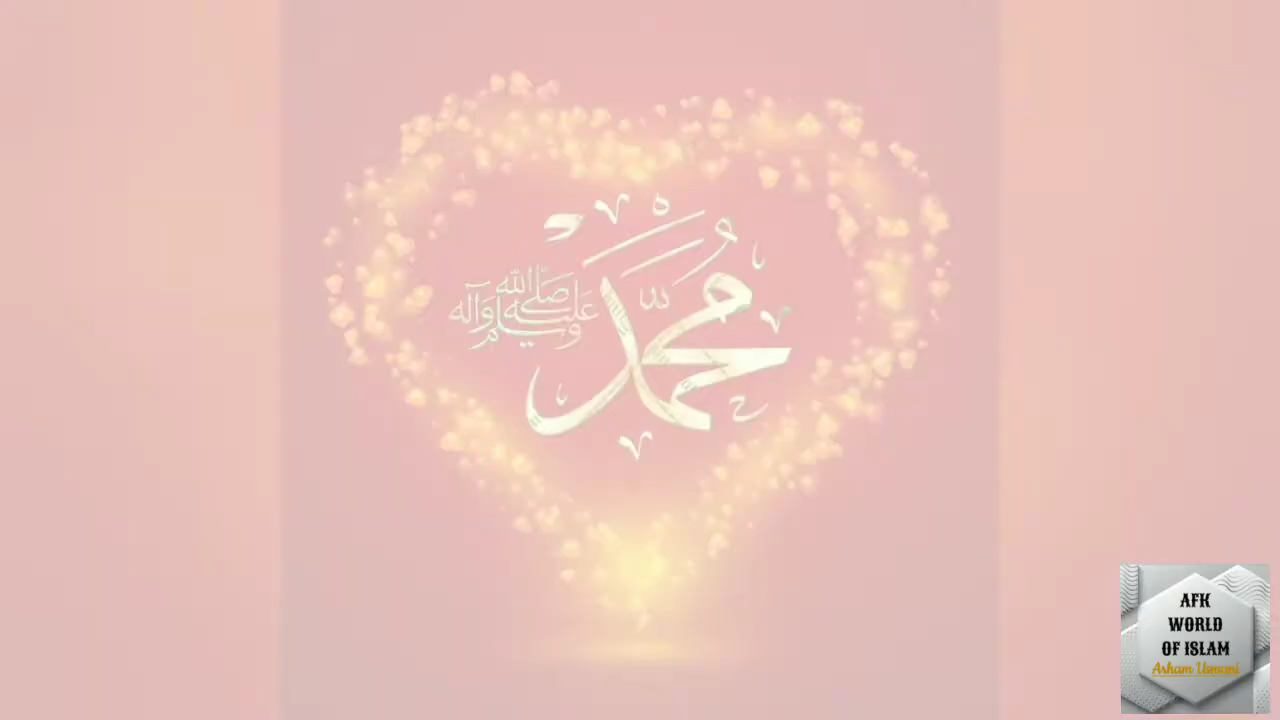 محمد
صلى الله عليه وآله وسلم
AFK
WORLD
OF ISLAM
Arham Usmani